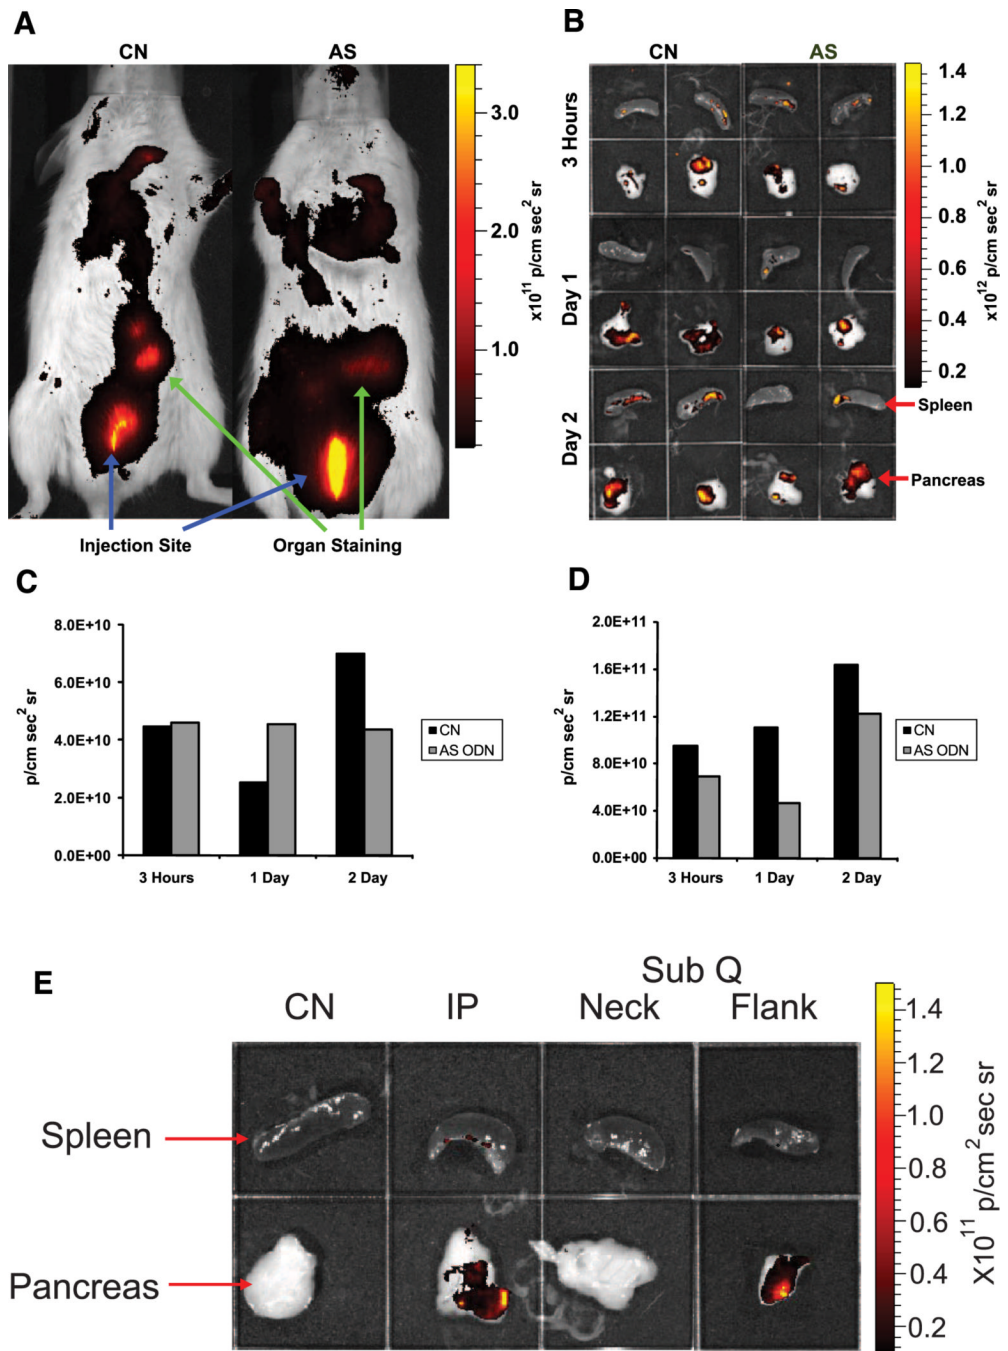 A
CN
AS
3.0
2.0
1.0
x10¹¹ p/cm sec² sr
Injection Site
Organ Staining
B
CN
AS
3 Hours
Day 1
Day 2
1.4
1.2
1.0
0.8
0.6
0.4
0.2
x10¹² p/cm sec² sr
Spleen
Pancreas
C
8.0E+10
6.0E+10
4.0E+10
2.0E+10
0.0E+00
p/cm sec² sr
3 Hours
1 Day
2 Day
CN
AS ODN
D
2.0E+11
1.6E+11
1.2E+11
8.0E+10
4.0E+10
0.0E+00
p/cm sec² sr
3 Hours
1 Day
2 Day
CN
AS ODN
E
Sub Q
CN
IP
Neck
Flank
Spleen
Pancreas
1.4
1.2
1.0
0.8
0.6
0.4
0.2
X10¹¹ p/cm² sec sr